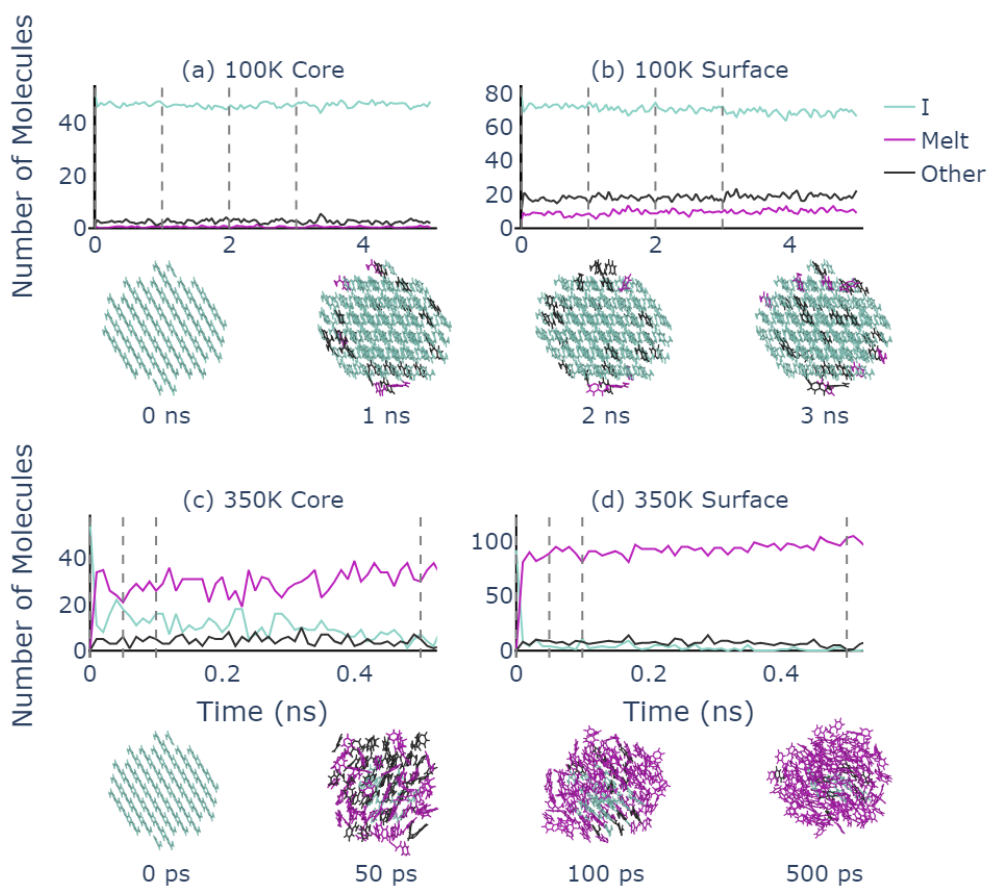 (a) 100K Core
(b) 100K Surface
Number of Molecules
40
20
0
0
2
4
80
60
40
20
0
0
2
4
I
Melt
Other
0 ns
1 ns
2 ns
3 ns
(c) 350K Core
(d) 350K Surface
Number of Molecules
40
20
0
0
0.2
0.4
100
50
0
0
0.2
0.4
Time (ns)
Time (ns)
0 ps
50 ps
100 ps
500 ps